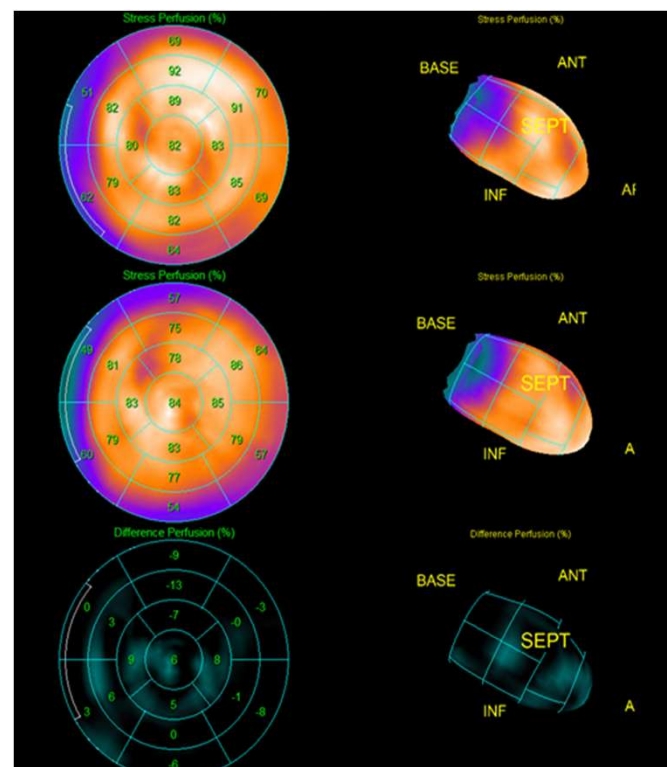 Stress Perfusion (%)
69
92
51
89
70
82
91
80
82
83
79
83
85
62
82
69
64
Stress Perfusion (%)
BASE
ANT
SEPT
INF
Stress Perfusion (%)
57
75
49
78
64
81
86
83
84
85
79
83
79
60
77
57
54
Stress Perfusion (%)
BASE
ANT
SEPT
INF
A
Difference Perfusion (%)
-9
-13
0
-7
-3
3
-0
9
6
8
6
5
-1
3
0
-8
-6
Difference Perfusion (%)
BASE
ANT
SEPT
INF
A